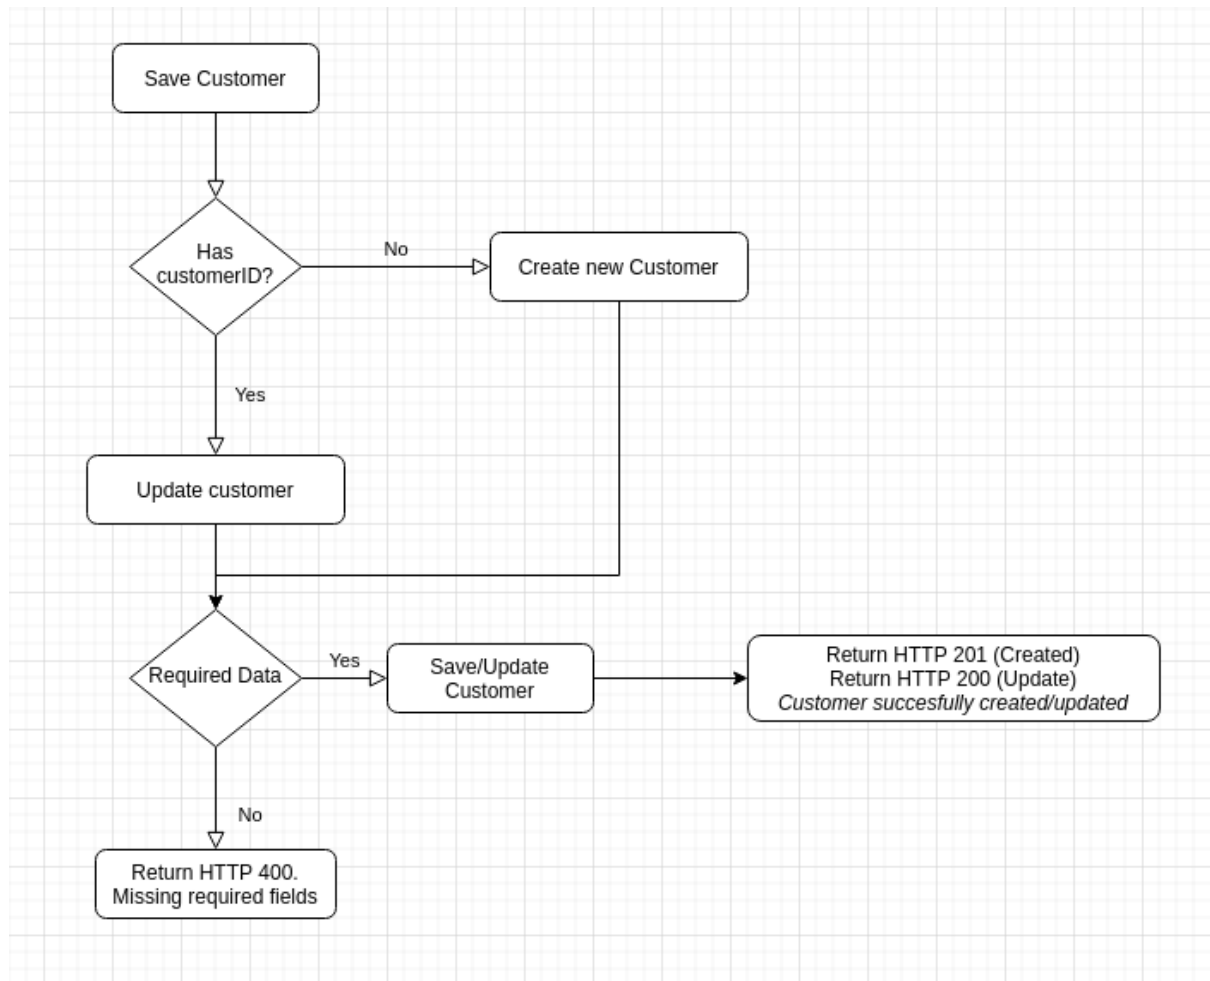 Save Customer
Has
customerID?
No
Create new Customer
Yes
Update customer
Required Data
Yes
Save/Update
Customer
Return HTTP 201 (Created)
Return HTTP 200 (Update)
Customer succesfully created/updated
No
Return HTTP 400.
Missing required fields